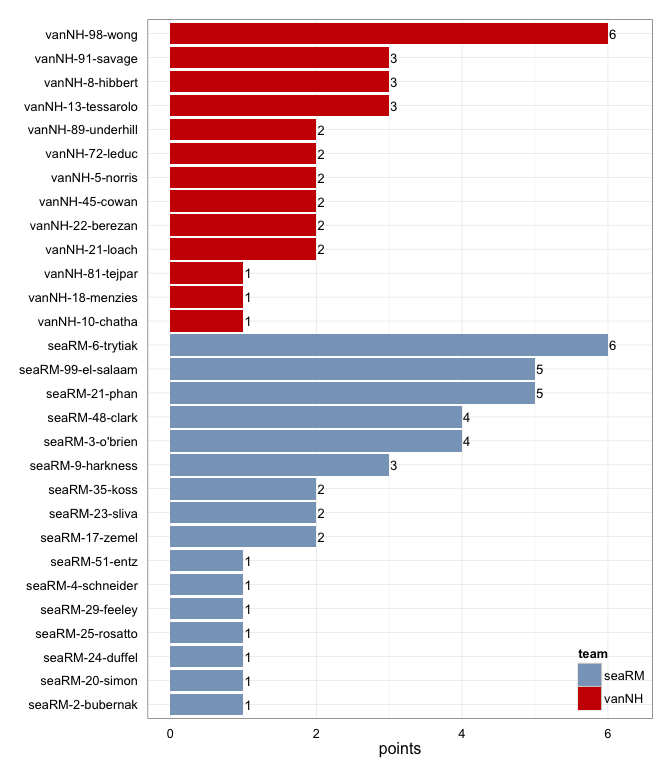 vanNH-98-wong 6
vanNH-91-savage 3
vanNH-8-hibbert 3
vanNH-13-tessarolo 3
vanNH-89-underhill 2
vanNH-72-leduc 2
vanNH-5-norris 2
vanNH-45-cowan 2
vanNH-22-berezan 2
vanNH-21-loach 2
vanNH-81-tejpar 1
vanNH-18-menzies 1
vanNH-10-chatha 1
seaRM-6-trytiak 6
seaRM-99-el-salaam 5
seaRM-21-phan 5
seaRM-48-clark 4
seaRM-3-o'brien 4
seaRM-9-harkness 3
seaRM-35-koss 2
seaRM-23-sliva 2
seaRM-17-zemel 2
seaRM-51-entz 1
seaRM-4-schneider 1
seaRM-29-feeley 1
seaRM-25-rosatto 1
seaRM-24-duffel 1
seaRM-20-simon 1
seaRM-2-bubernak 1
team
seaRM
vanNH
0 2 4 6
points